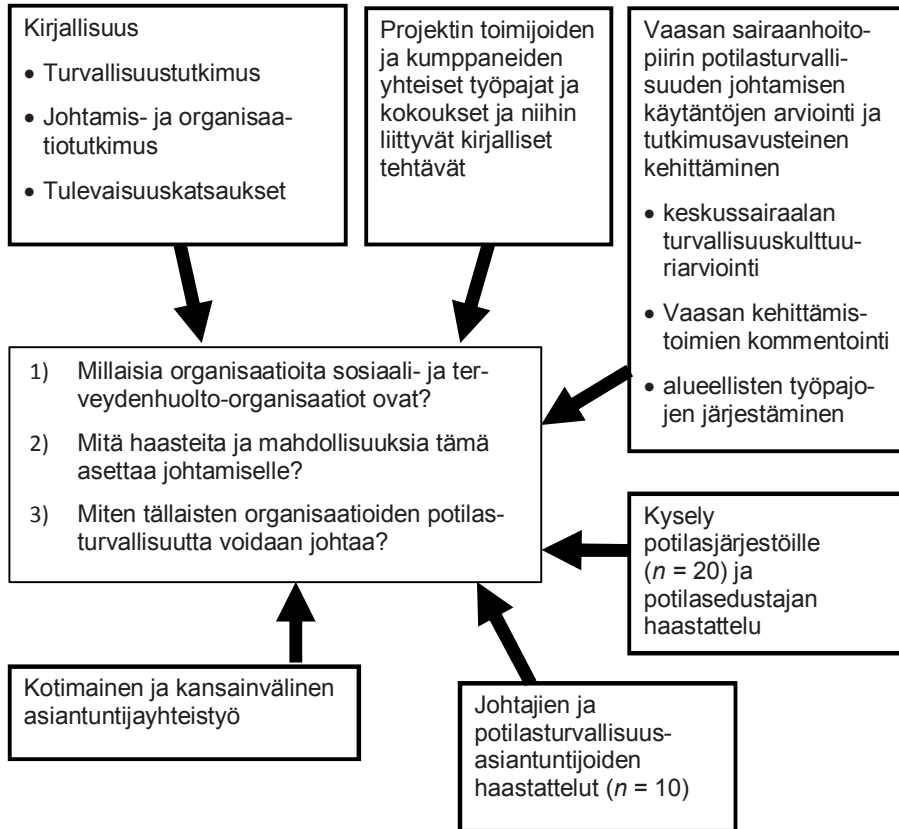 Kirjallisuus
• Turvallisuustutkimus
• Johtamis- ja organisaa-
tiotutkimus
• Tulevaisuuskatsaukset
Projektin toimijoiden
ja kumppaneiden
yhteiset työpajat ja
kokoukset ja niihin
liittyvät kirjalliset
tehtävät
Vaasan sairaanhoito-
piirin potilasturvalli-
suuden johtamisen
käytäntöjen arviointi ja
tutkimusavusteinen
kehittäminen
• keskussairaalan
turvallisuuskulttuu-
riarviointi
• Vaasan kehittämis-
toimien kommentointi
• alueellisten työpajo-
jen järjestäminen
1) Millaisia organisaatioita sosiaali- ja ter-
veydenhuolto-organisaatiot ovat?
2) Mitä haasteita ja mahdollisuuksia tämä
asettaa johtamiselle?
3) Miten tällaisten organisaatioiden potilas-
turvallisuutta voidaan johtaa?
Kysely
potilasjärjestöille
(n = 20) ja
potilasedustajan
haastattelu
Kotimainen ja kansainvälinen
asiantuntijayhteistyö
Johtajien ja
potilasturvallisuus-
asiantuntijoiden
haastattelut (n = 10)